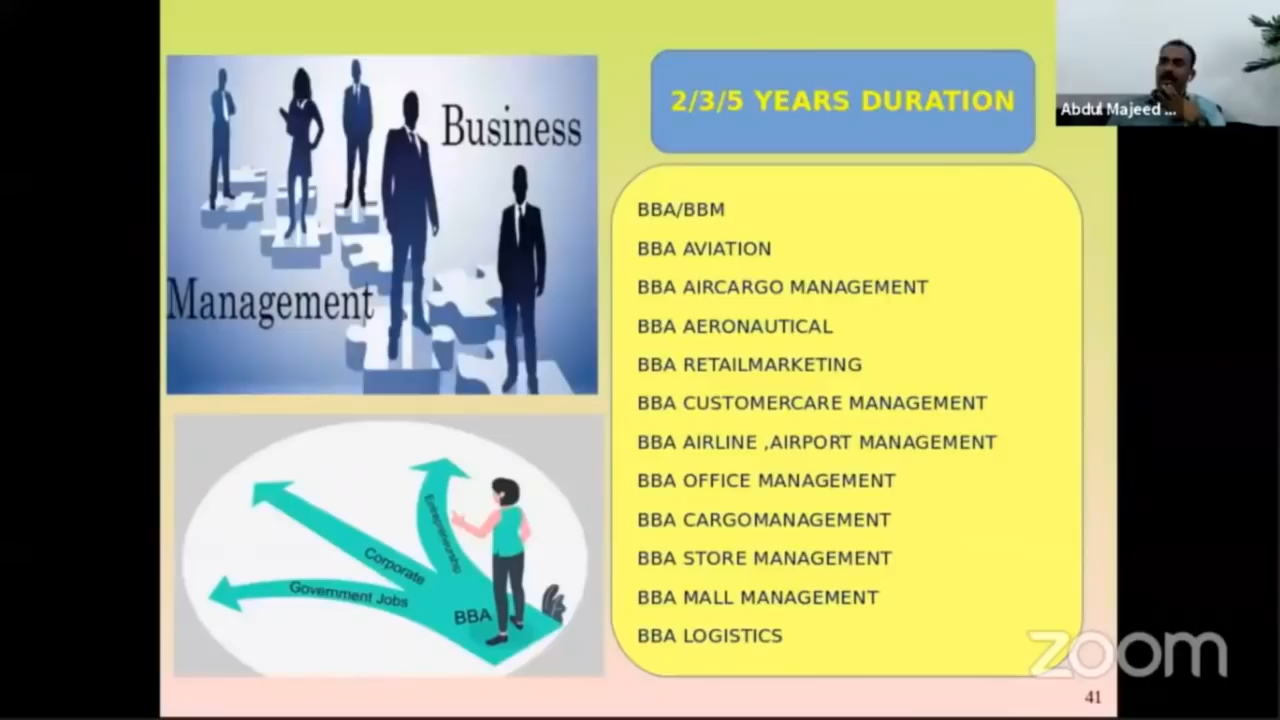 Business
Management
2/3/5 YEARS DURATION
Abdul Majeed ...
BBA/BBM
BBA AVIATION
BBA AIRCARGO MANAGEMENT
BBA AERONAUTICAL
BBA RETAILMARKETING
BBA CUSTOMERCARE MANAGEMENT
BBA AIRLINE ,AIRPORT MANAGEMENT
BBA OFFICE MANAGEMENT
BBA CARGOMANAGEMENT
BBA STORE MANAGEMENT
BBA MALL MANAGEMENT
BBA LOGISTICS
Entrepreneurship
Corporate
Government Jobs
BBA
zoom
41